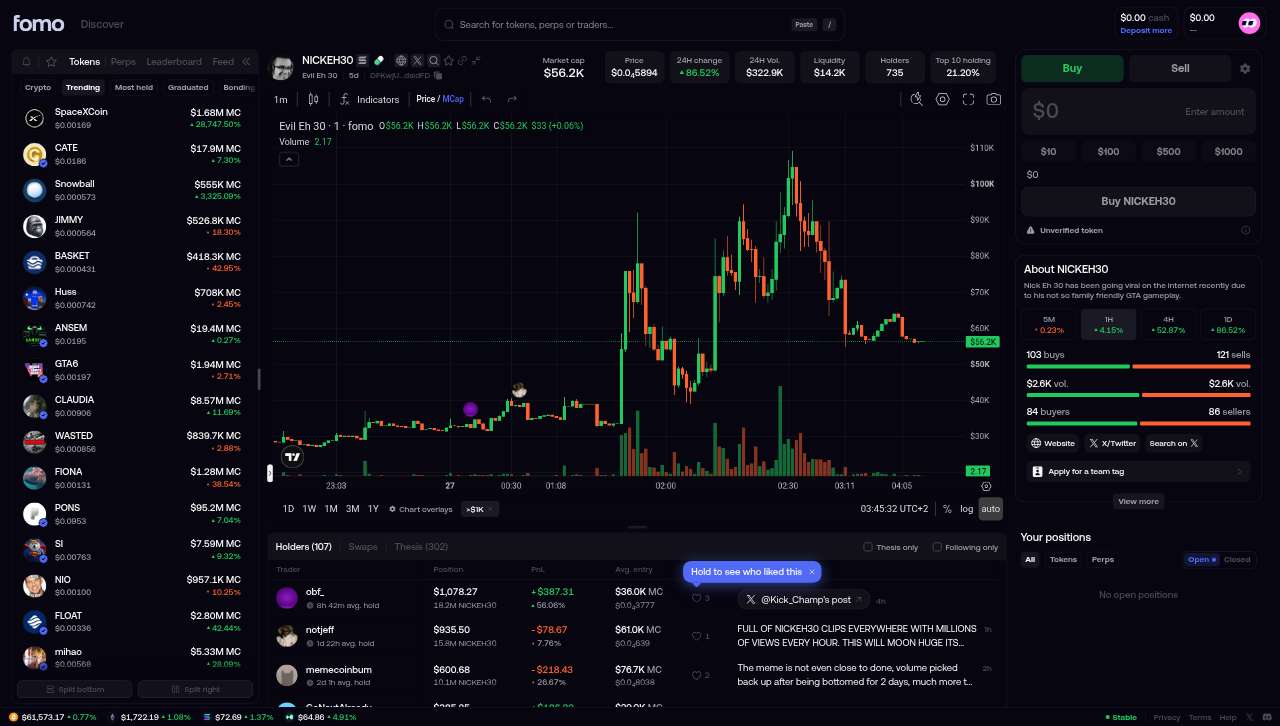 fomo Discover
Search for tokens, perps or traders... Paste /
$0.00 cash $0.00
Deposit more —
Tokens Perps Leaderboard Feed
Crypto Trending Most held Graduated Bonding
SpaceXCoin $1.68M MC
$0.00169 28,747.50%
CATE $17.9M MC
$0.0186 7.30%
Snowball $555K MC
$0.000573 3,325.09%
JIMMY $526.8K MC
$0.000564 18.30%
BASKET $418.3K MC
$0.000431 42.95%
Huss $708K MC
$0.000742 2.45%
ANSEM $19.4M MC
$0.0195 0.27%
GTA6 $1.94M MC
$0.00197 2.71%
CLAUDIA $8.57M MC
$0.00906 11.69%
WASTED $839.7K MC
$0.000856 2.88%
FIONA $1.28M MC
$0.00131 38.54%
PONS $95.2M MC
$0.0953 7.04%
SI $7.59M MC
$0.00763 9.32%
NIO $957.1K MC
$0.00100 10.25%
FLOAT $2.80M MC
$0.00336 42.44%
mihao $5.33M MC
$0.00568 28.09%
Split bottom Split right
NICKEH30
Evil Eh 30 5d
Market cap
$56.2K
Price
$0.0₄5894
24H change
86.52%
24H Vol.
$322.9K
Liquidity
$14.2K
Holders
735
Top 10 holding
21.20%
1m Indicators Price / MCap
Evil Eh 30 · 1 · fomo O$56.2K H$56.2K L$56.2K C$56.2K $33 (+0.06%)
Volume 2.17
$110K
$100K
$90K
$80K
$70K
$60K
$56.2K
$50K
$40K
$30K
2.17
23:03 27 00:30 01:08 02:00 02:30 03:11 04:05
1D 1W 1M 3M 1Y Chart overlays >$1K 03:45:32 UTC+2 % log auto
Holders (107) Swaps Thesis (302) Thesis only Following only
Trader Position PnL Avg. entry
Hold to see who liked this ×
obf_ $1,078.27 +$387.31 $36.0K MC 3 @Kick_Champ's post 4h
8h 42m avg. hold 18.2M NICKEH30 56.06% $0.0₄3777
notjeff $935.50 -$78.67 $61.0K MC 1 FULL OF NICKEH30 CLIPS EVERYWHERE WITH MILLIONS 1h
1d 22h avg. hold 15.8M NICKEH30 7.76% $0.0₄639 OF VIEWS EVERY HOUR. THIS WILL MOON HUGE ITS...
memecoinbum $600.68 -$218.43 $76.7K MC 2 The meme is not even close to done, volume picked 2h
2d 1h avg. hold 10.1M NICKEH30 26.67% $0.0₄8038 back up after being bottomed for 2 days, much more t...
Buy Sell
$0 Enter amount
$10 $100 $500 $1000
$0
Buy NICKEH30
Unverified token
About NICKEH30
Nick Eh 30 has been going viral on the internet recently due
to his not so family friendly GTA gameplay.
5M 1H 4H 1D
0.23% 4.15% 52.87% 86.52%
103 buys 121 sells
$2.6K vol. $2.6K vol.
84 buyers 86 sellers
Website X/Twitter Search on X
Apply for a team tag
View more
Your positions
All Tokens Perps Open Closed
No open positions
$61,573.17 0.77% $1,722.19 1.08% $72.69 1.37% $64.86 4.91%
Stable Privacy Terms Help